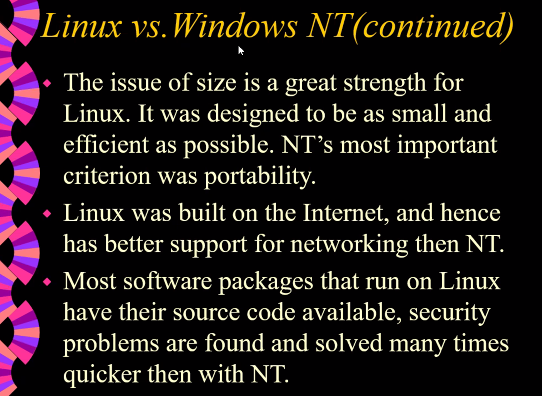 Linux vs.Windows NT(continued)
The issue of size is a great strength for
Linux. It was designed to be as small and
efficient as possible. NT’s most important
criterion was portability.
Linux was built on the Internet, and hence
has better support for networking then NT.
Most software packages that run on Linux
have their source code available, security
problems are found and solved many times
quicker then with NT.